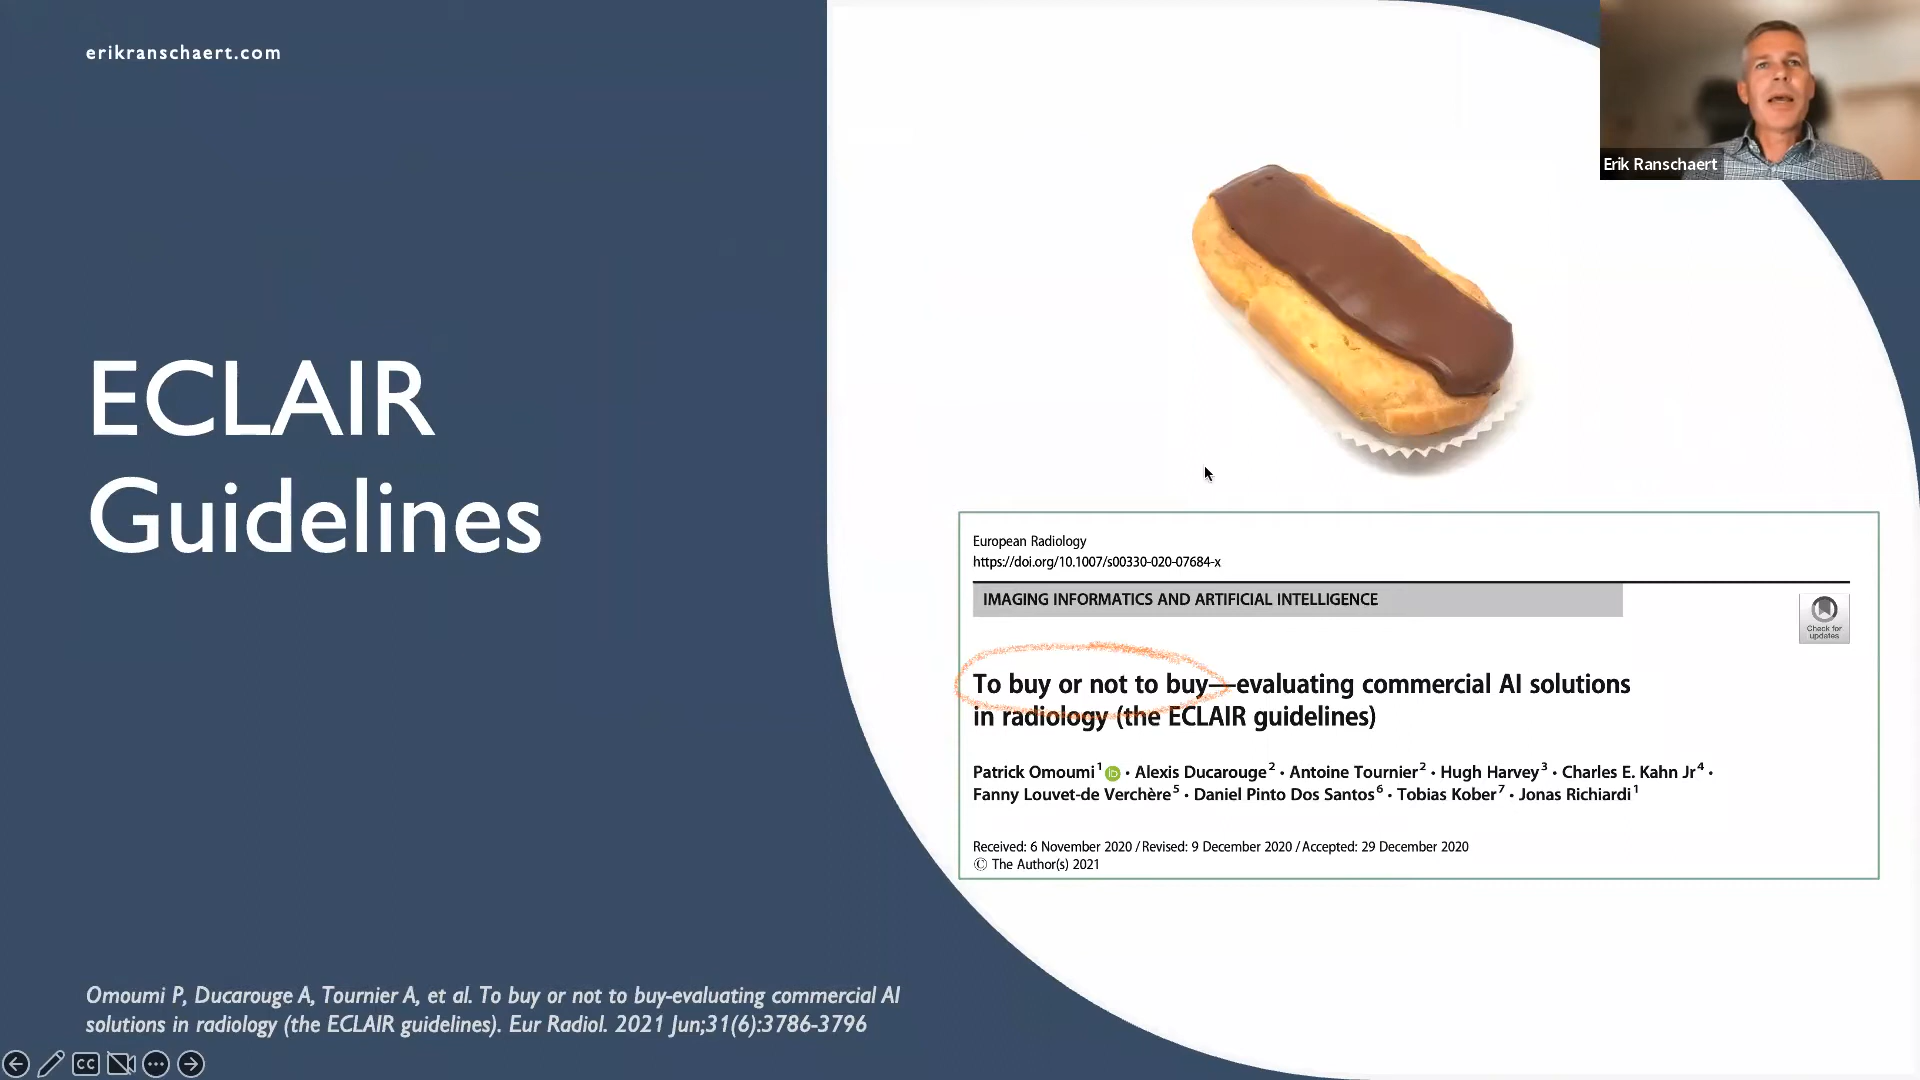 erikranschaert.com
Erik Ranschaert
ECLAIR
Guidelines
European Radiology
https://doi.org/10.1007/s00330-020-07684-x
IMAGING INFORMATICS AND ARTIFICIAL INTELLIGENCE
Check for
updates
To buy or not to buy—evaluating commercial AI solutions
in radiology (the ECLAIR guidelines)
Patrick Omoumi1 iD · Alexis Ducarouge2 · Antoine Tournier2 · Hugh Harvey3 · Charles E. Kahn Jr4 ·
Fanny Louvet-de Verchère5 · Daniel Pinto Dos Santos6 · Tobias Kober7 · Jonas Richiardi1
Received: 6 November 2020 / Revised: 9 December 2020 / Accepted: 29 December 2020
© The Author(s) 2021
Omoumi P, Ducarouge A, Tournier A, et al. To buy or not to buy-evaluating commercial AI
solutions in radiology (the ECLAIR guidelines). Eur Radiol. 2021 Jun;31(6):3786-3796
CC